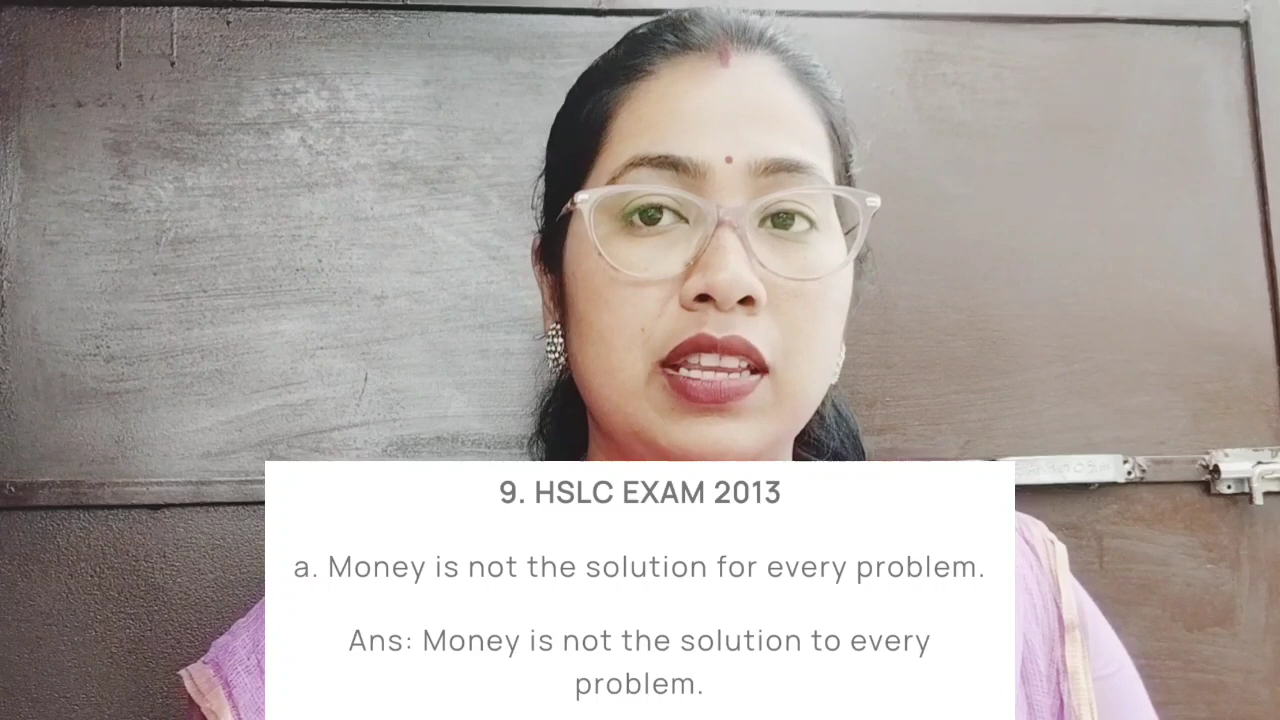 9. HSLC EXAM 2013
a. Money is not the solution for every problem.
Ans: Money is not the solution to every
problem.